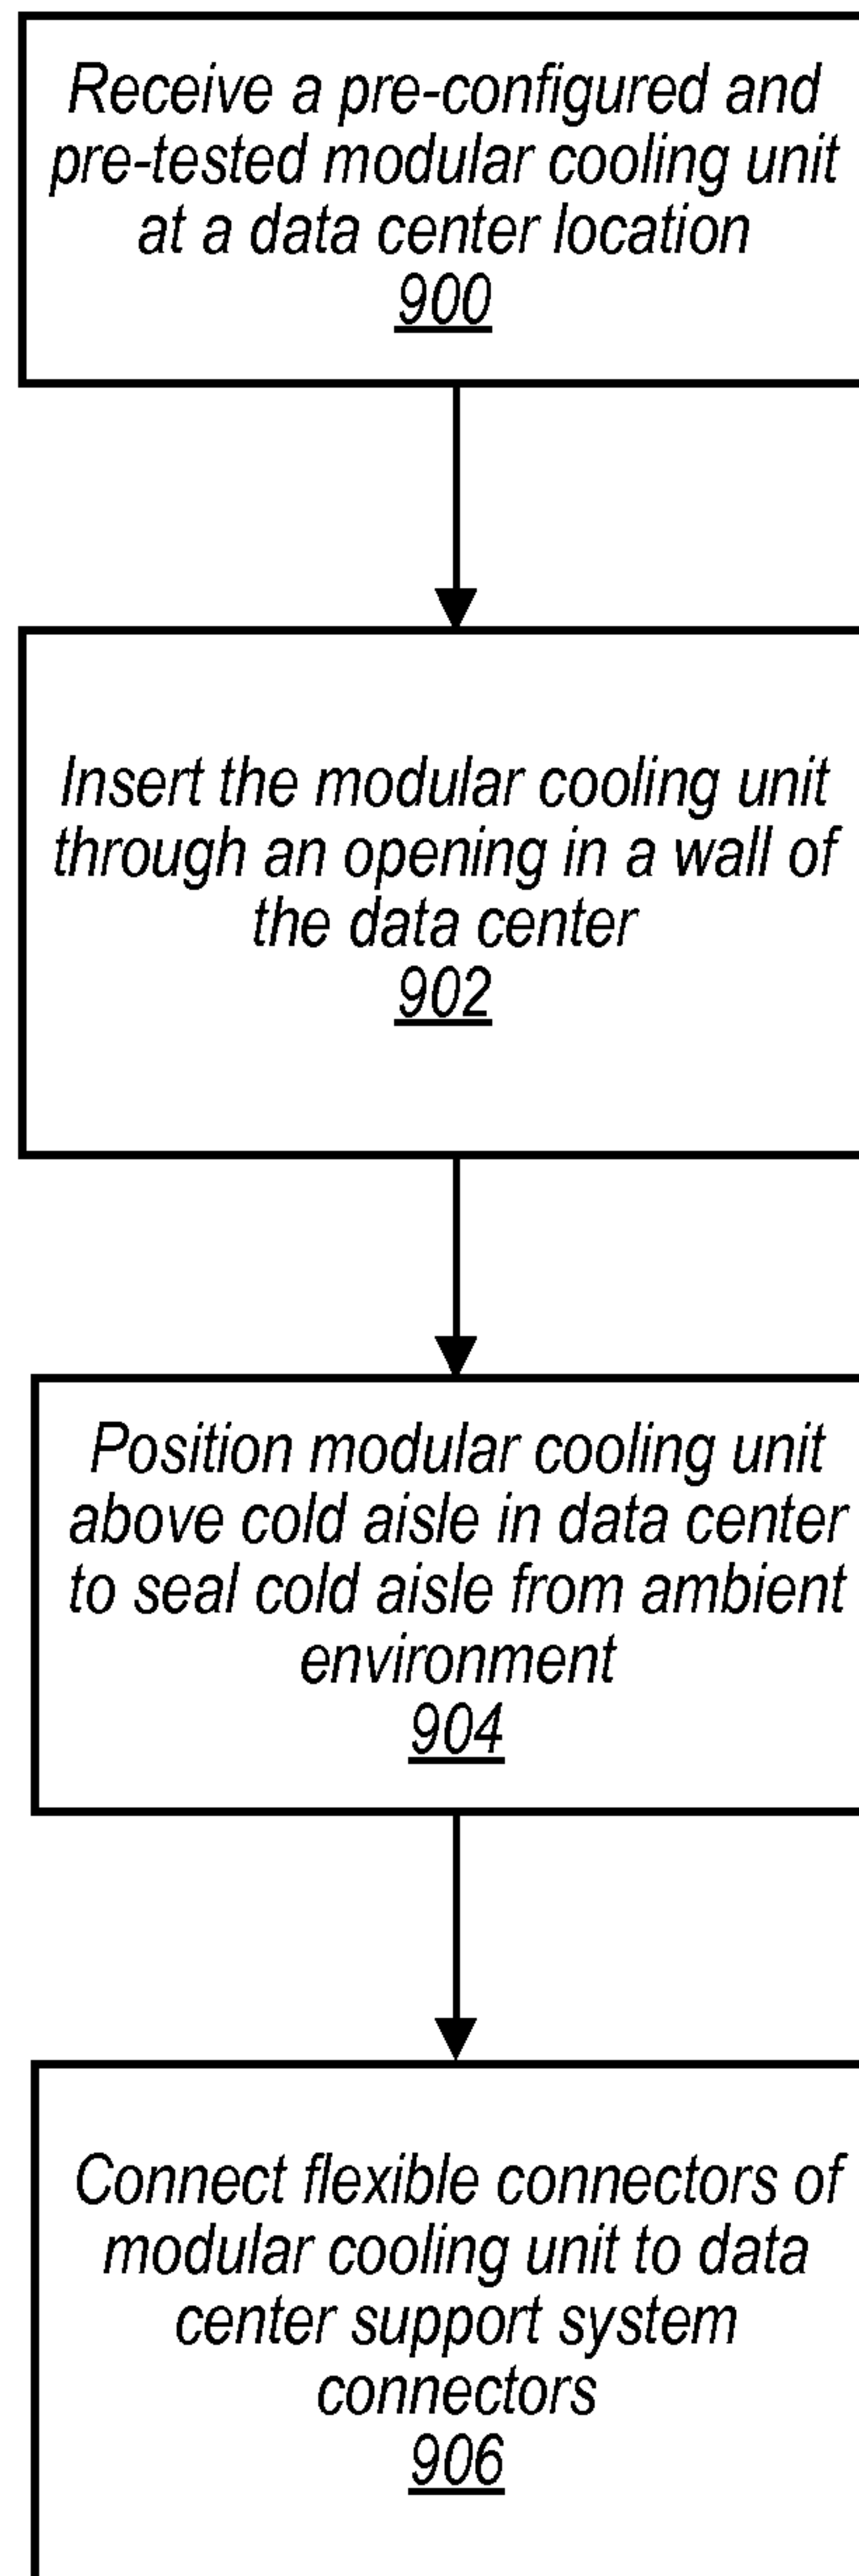 Receive a pre-configured and
pre-tested modular cooling unit
at a data center location
900
Insert the modular cooling unit
through an opening in a wall of
the data center
902
Position modular cooling unit
above cold aisle in data center
to seal cold aisle from ambient
environment
904
Connect flexible connectors of
modular cooling unit to data
center support system
connectors
906